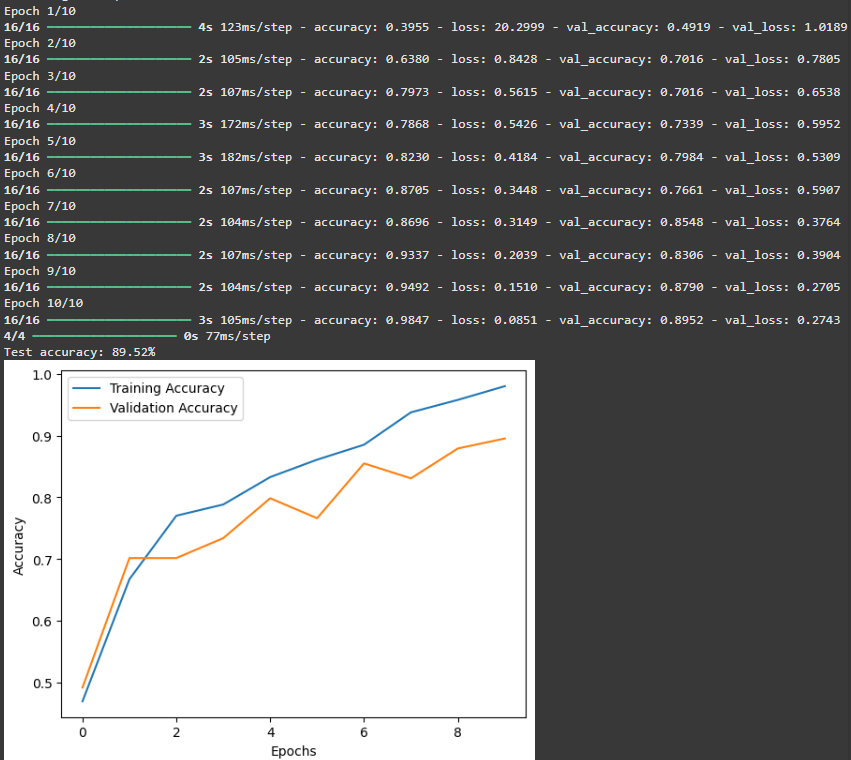 Epoch 1/10
16/16 ━━━━━━━━━━━━━━━━━━━━ 4s 123ms/step - accuracy: 0.3955 - loss: 20.2999 - val_accuracy: 0.4919 - val_loss: 1.0189
Epoch 2/10
16/16 ━━━━━━━━━━━━━━━━━━━━ 2s 105ms/step - accuracy: 0.6380 - loss: 0.8428 - val_accuracy: 0.7016 - val_loss: 0.7805
Epoch 3/10
16/16 ━━━━━━━━━━━━━━━━━━━━ 2s 107ms/step - accuracy: 0.7973 - loss: 0.5615 - val_accuracy: 0.7016 - val_loss: 0.6538
Epoch 4/10
16/16 ━━━━━━━━━━━━━━━━━━━━ 3s 172ms/step - accuracy: 0.7868 - loss: 0.5426 - val_accuracy: 0.7339 - val_loss: 0.5952
Epoch 5/10
16/16 ━━━━━━━━━━━━━━━━━━━━ 3s 182ms/step - accuracy: 0.8230 - loss: 0.4184 - val_accuracy: 0.7984 - val_loss: 0.5309
Epoch 6/10
16/16 ━━━━━━━━━━━━━━━━━━━━ 2s 107ms/step - accuracy: 0.8705 - loss: 0.3448 - val_accuracy: 0.7661 - val_loss: 0.5907
Epoch 7/10
16/16 ━━━━━━━━━━━━━━━━━━━━ 2s 104ms/step - accuracy: 0.8696 - loss: 0.3149 - val_accuracy: 0.8548 - val_loss: 0.3764
Epoch 8/10
16/16 ━━━━━━━━━━━━━━━━━━━━ 2s 107ms/step - accuracy: 0.9337 - loss: 0.2039 - val_accuracy: 0.8306 - val_loss: 0.3904
Epoch 9/10
16/16 ━━━━━━━━━━━━━━━━━━━━ 2s 104ms/step - accuracy: 0.9492 - loss: 0.1510 - val_accuracy: 0.8790 - val_loss: 0.2705
Epoch 10/10
16/16 ━━━━━━━━━━━━━━━━━━━━ 3s 105ms/step - accuracy: 0.9847 - loss: 0.0851 - val_accuracy: 0.8952 - val_loss: 0.2743
4/4 ━━━━━━━━━━━━━━━━━━━━ 0s 77ms/step
Test accuracy: 89.52%
Training Accuracy
Validation Accuracy
1.0
0.9
0.8
0.7
0.6
0.5
Accuracy
0 2 4 6 8
Epochs